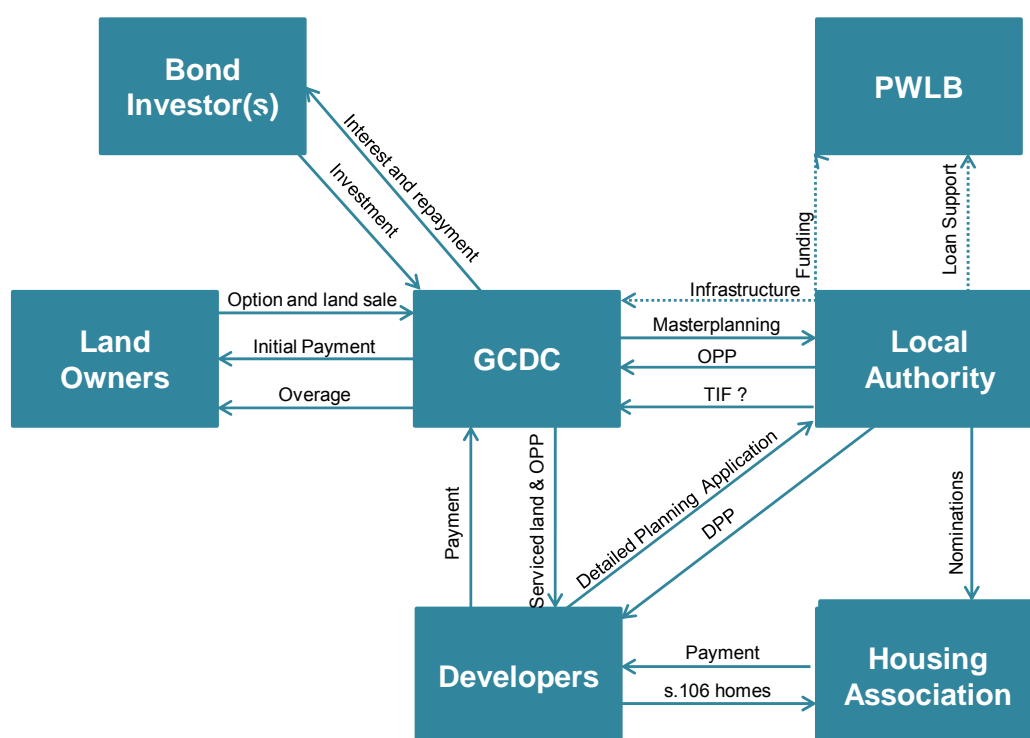 Bond
Investor(s)
PWLB
Interest and repayment
Investment
Funding
Loan Support
Land
Owners
Option and land sale
Initial Payment
Overage
GCDC
Infrastructure
Masterplanning
OPP
TIF ?
Local
Authority
Payment
Serviced land & OPP
Detailed Planning Application
DPP
Nominations
Developers
Payment
s.106 homes
Housing
Association